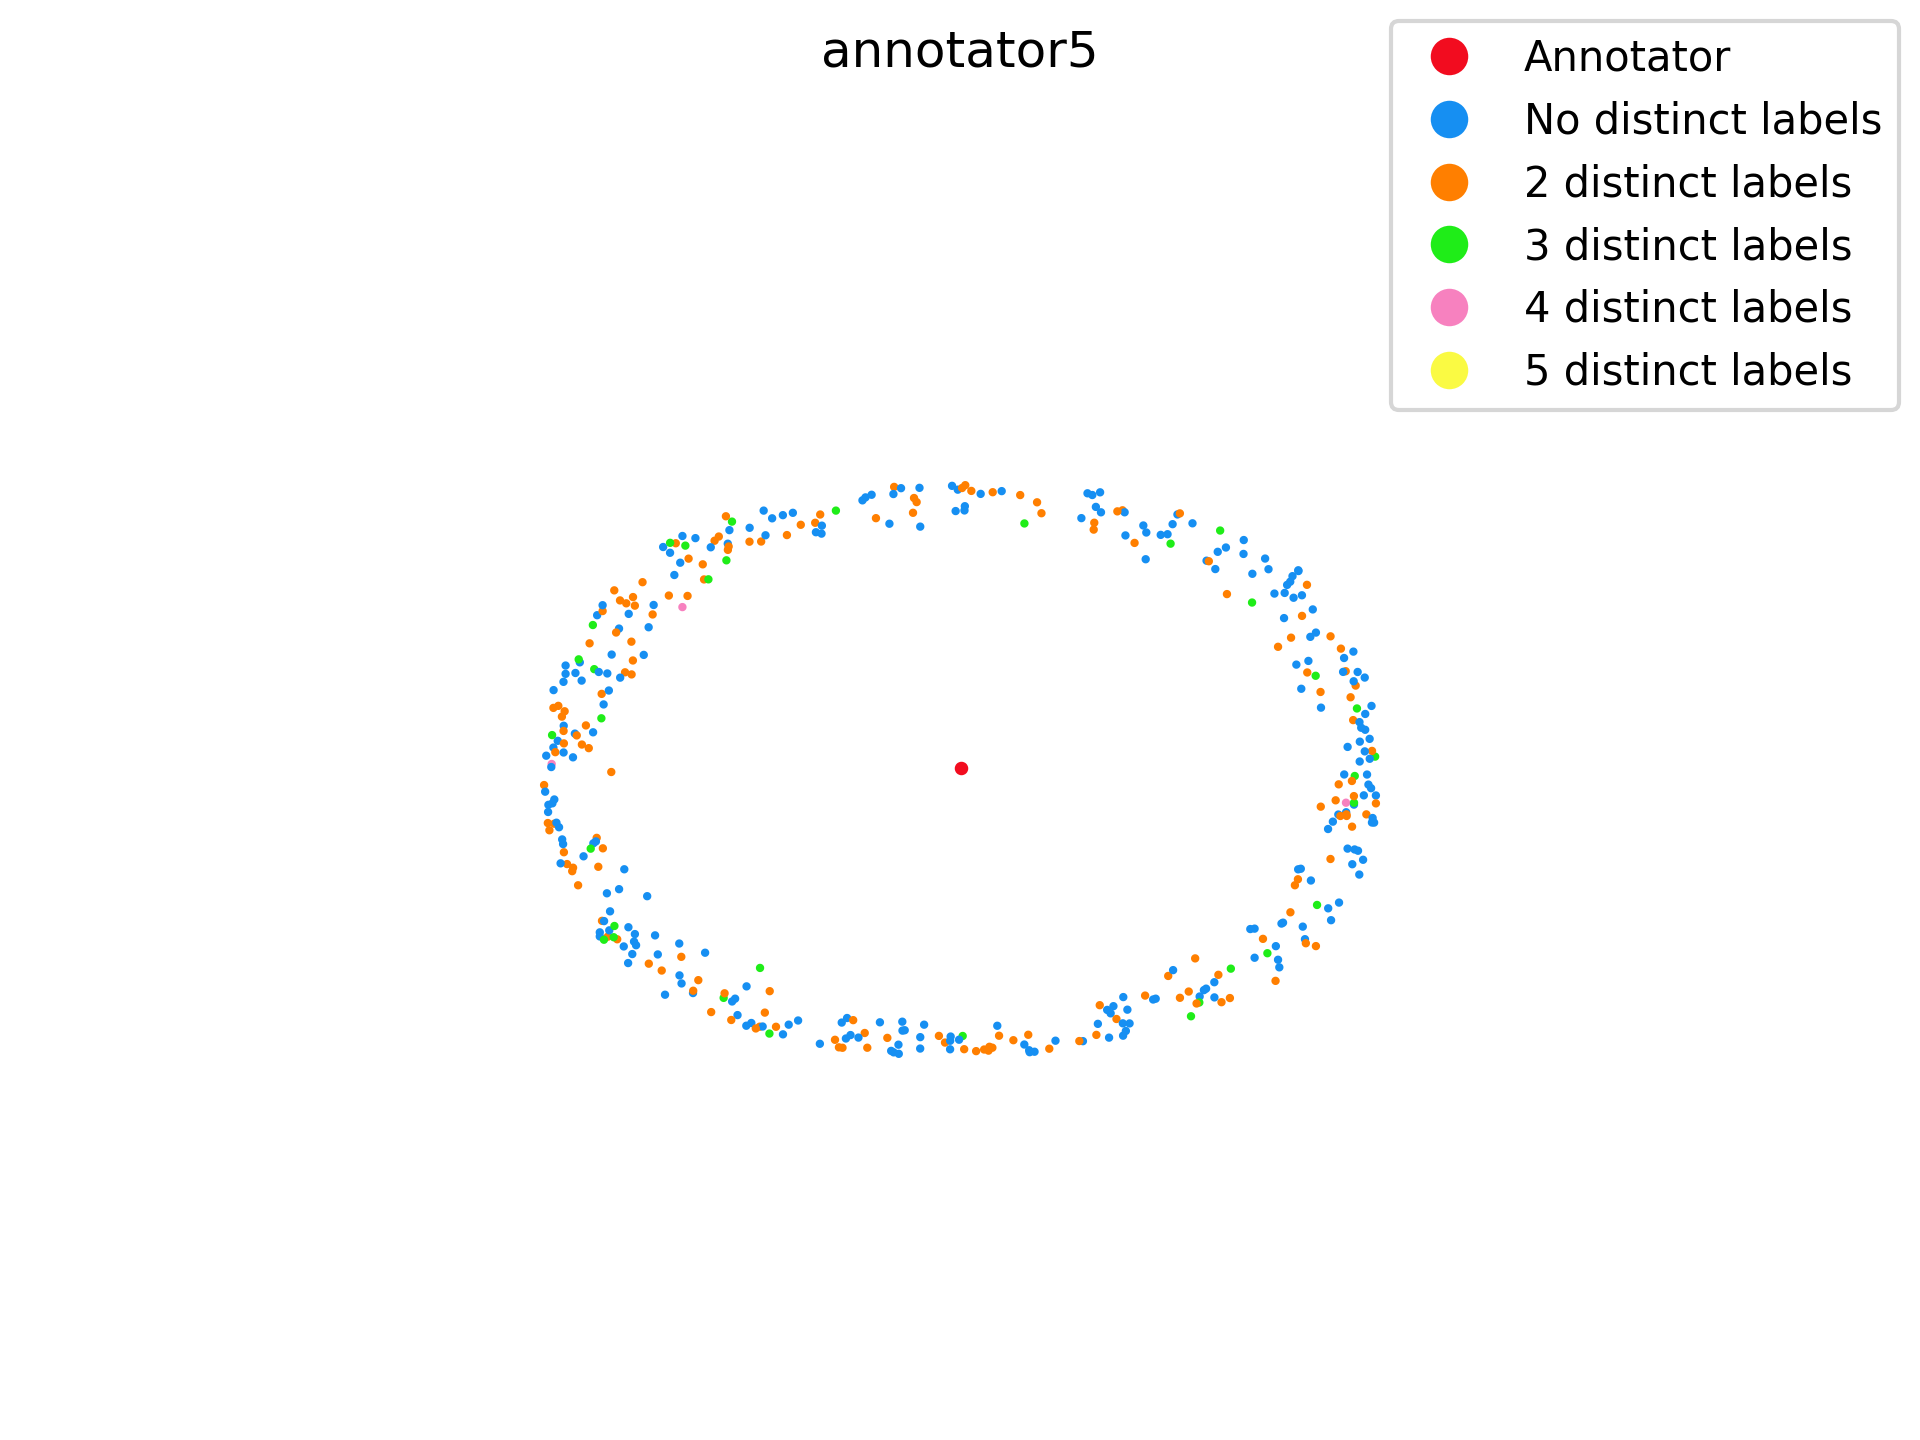 annotator5
Annotator
No distinct labels
2 distinct labels
3 distinct labels
4 distinct labels
5 distinct labels